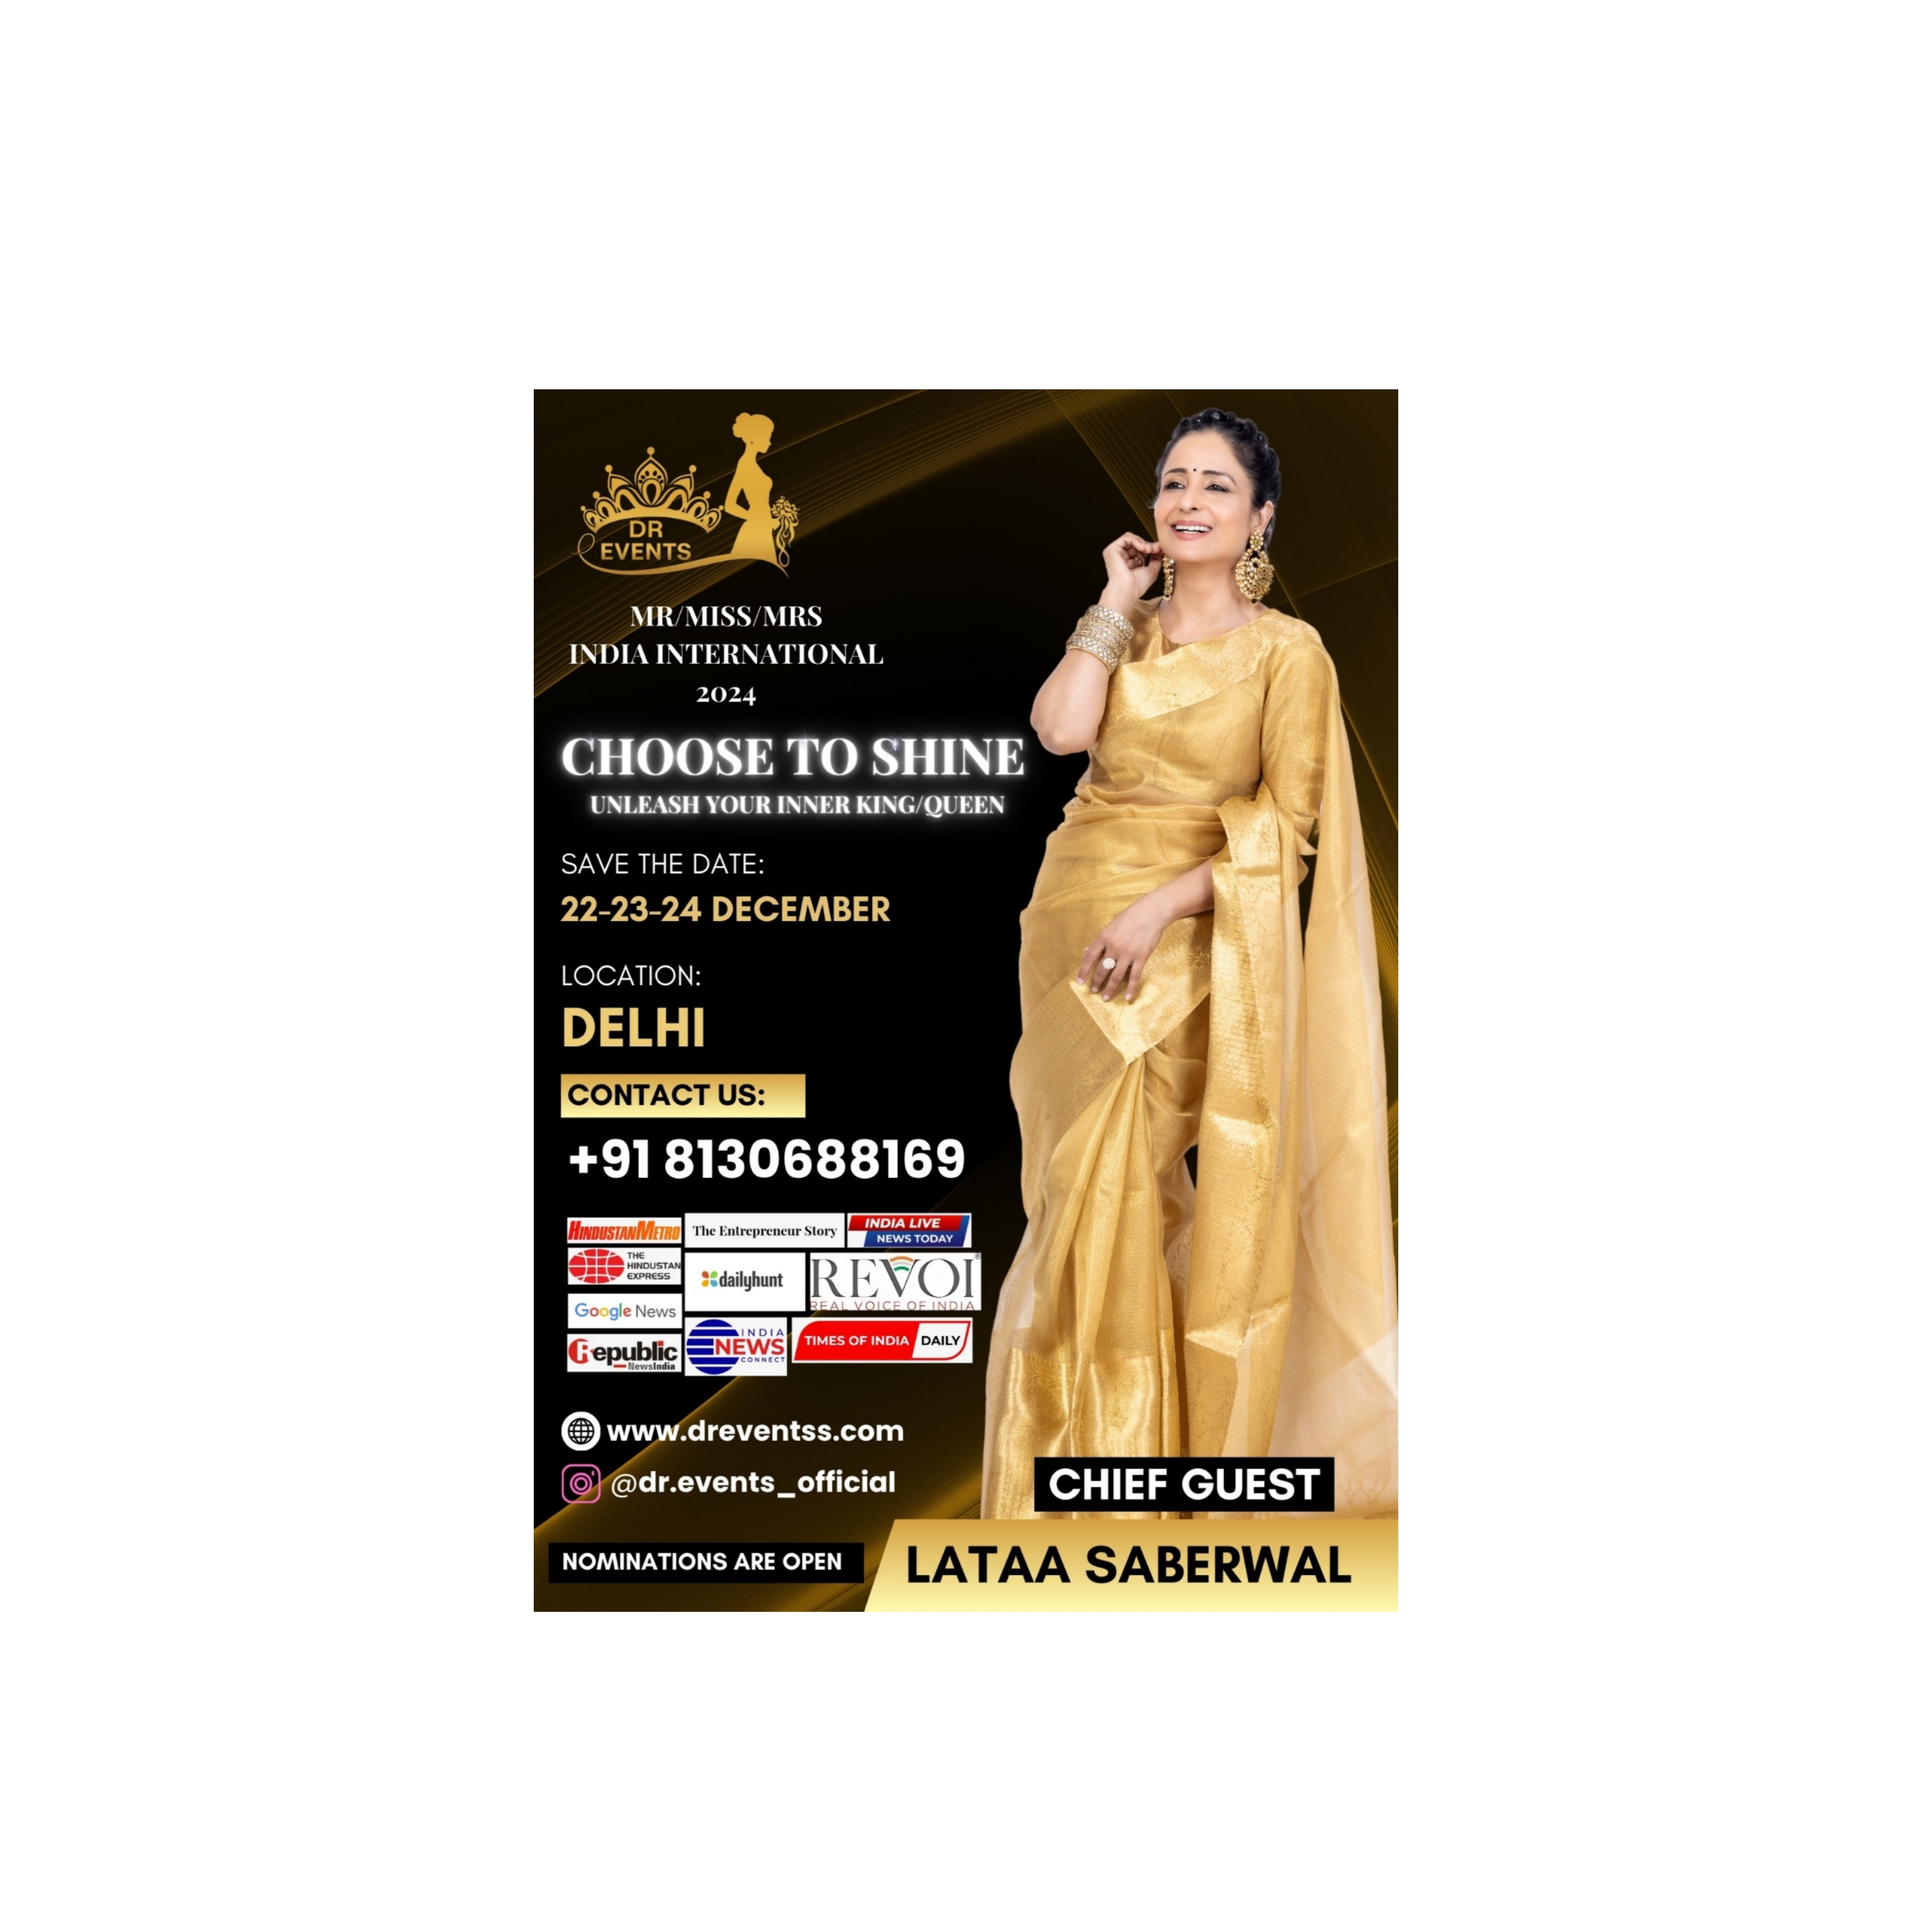 DR
EVENTS
MR/MISS/MRS
INDIA INTERNATIONAL
2024
CHOOSE TO SHINE
UNLEASH YOUR INNER KING/QUEEN
SAVE THE DATE:
22-23-24 DECEMBER
LOCATION:
DELHI
CONTACT US:
+91 8130688169
HINDUSTANMETRO
The Entrepreneur Story
INDIA LIVE
NEWS TODAY
THE
HINDUSTAN
EXPRESS
dailyhunt
REVOI®
REAL VOICE OF INDIA
Google News
Republic
NewsIndia
INDIA
NEWS
CONNECT
TIMES OF INDIA DAILY
www.dreventss.com
@dr.events_official
CHIEF GUEST
NOMINATIONS ARE OPEN
LATAA SABERWAL